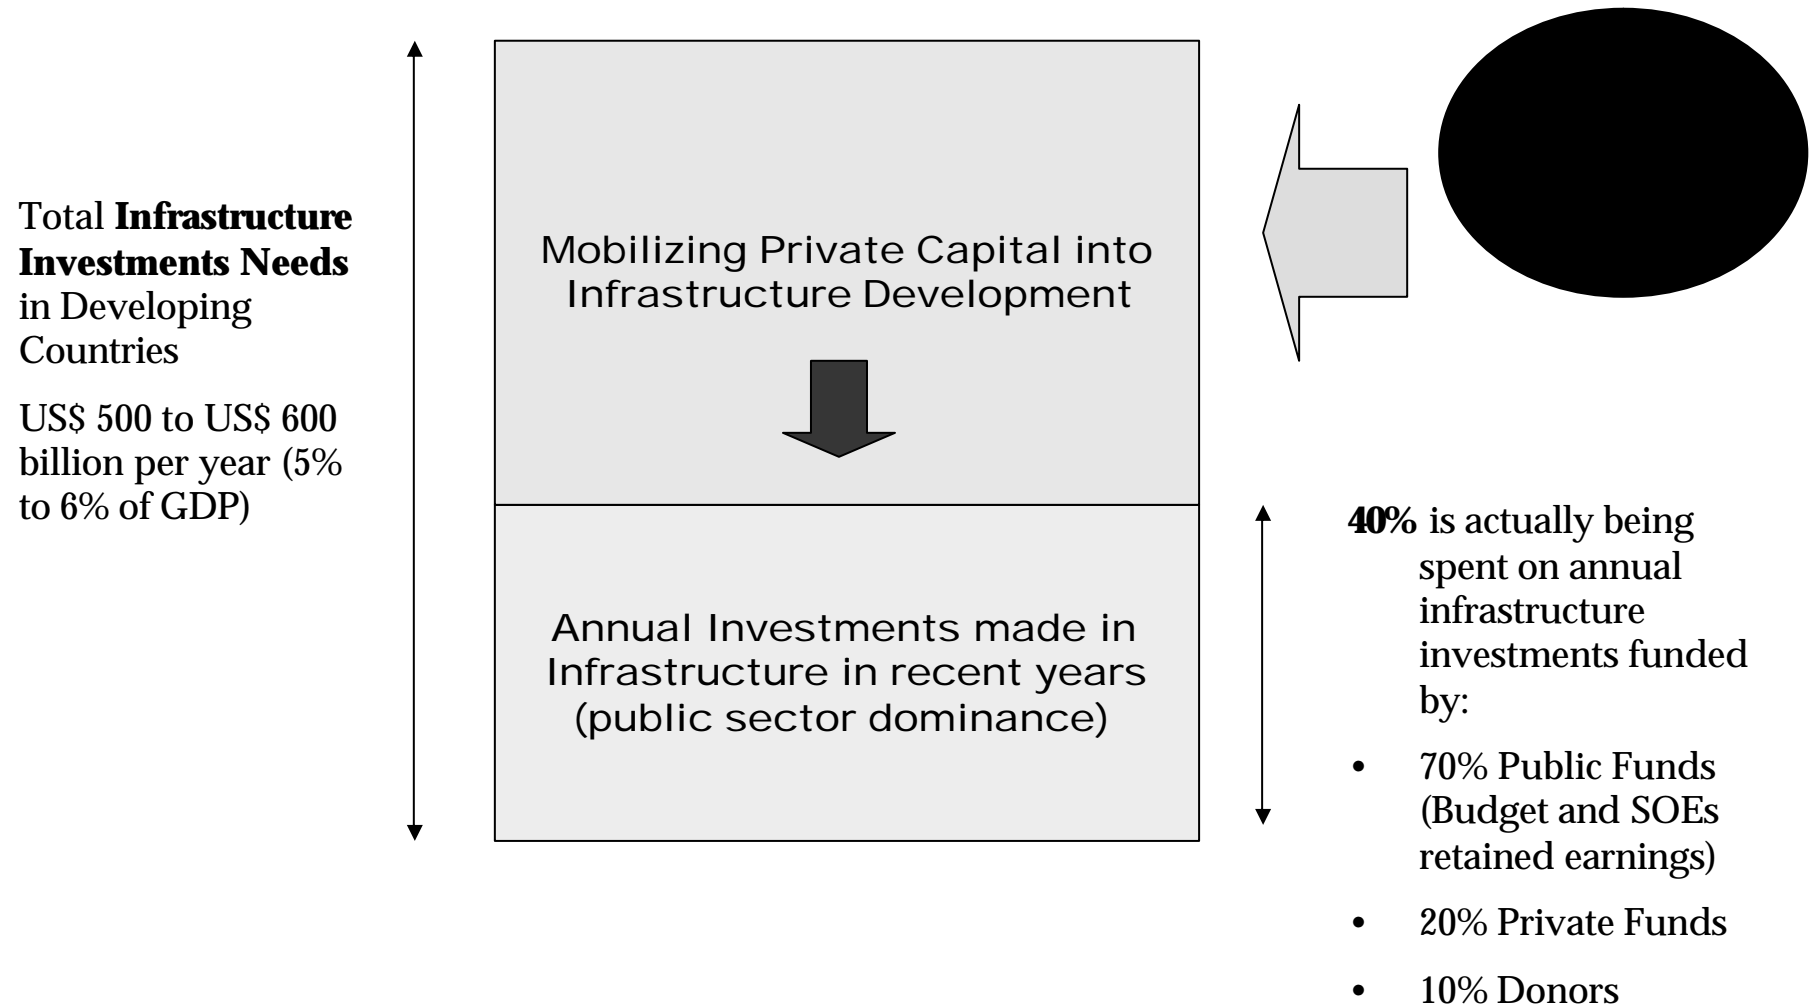 Total Infrastructure
Investments Needs
in Developing
Countries
US$ 500 to US$ 600
billion per year (5%
to 6% of GDP)
Mobilizing Private Capital into
Infrastructure Development
Annual Investments made in
Infrastructure in recent years
(public sector dominance)
40% is actually being
spent on annual
infrastructure
investments funded
by:
• 70% Public Funds
(Budget and SOEs
retained earnings)
• 20% Private Funds
• 10% Donors